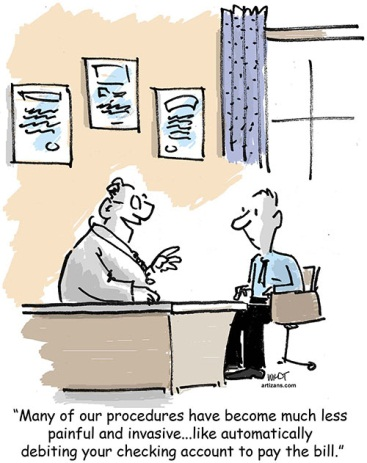 WADT
artizans.com
"Many of our procedures have become much less
painful and invasive...like automatically
debiting your checking account to pay the bill."